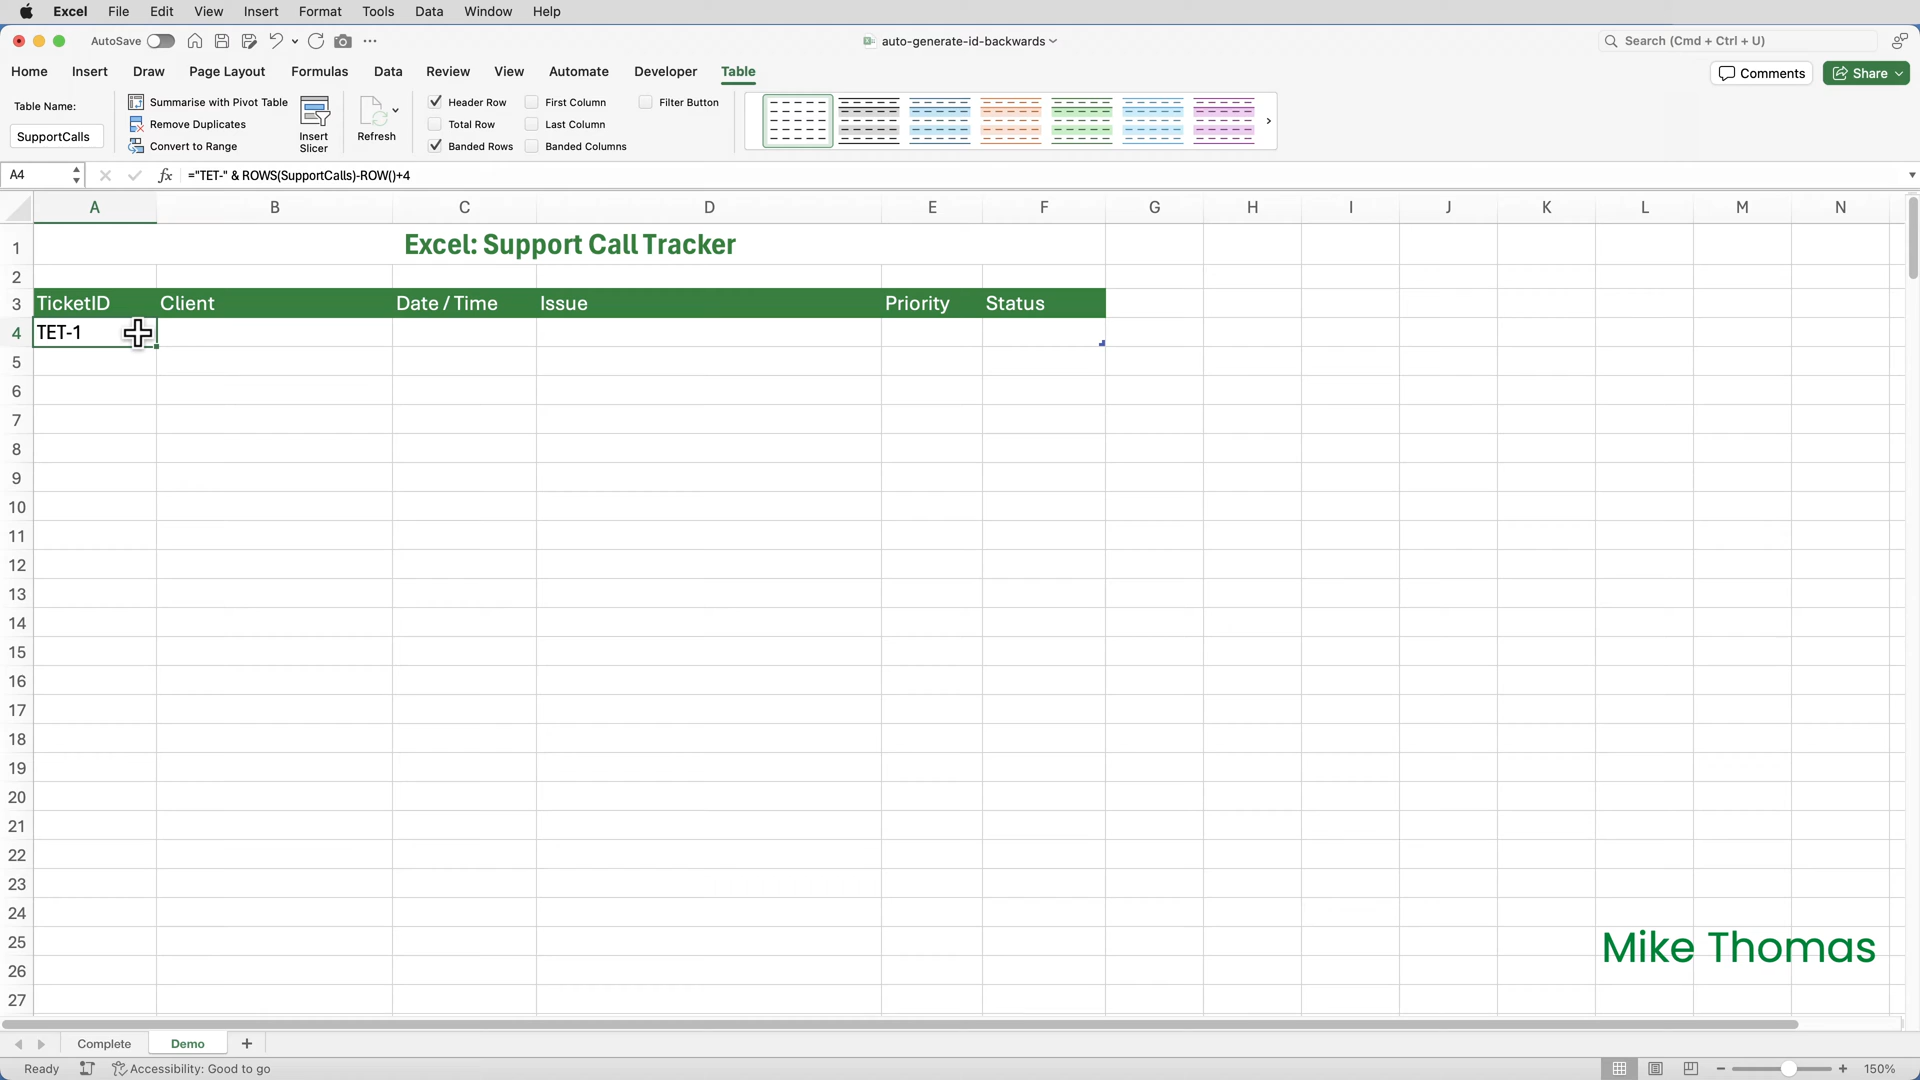 Excel File Edit View Insert Format Tools Data Window Help
AutoSave auto-generate-id-backwards Search (Cmd + Ctrl + U)
Home Insert Draw Page Layout Formulas Data Review View Automate Developer Table Comments Share
Table Name:
SupportCalls
Summarise with Pivot Table
Remove Duplicates
Convert to Range
Insert
Slicer
Refresh
Header Row First Column Filter Button
Total Row Last Column
Banded Rows Banded Columns
A4 fx ="TET-" & ROWS(SupportCalls)-ROW()+4
A B C D E F G H I J K L M N
1 Excel: Support Call Tracker
2
3 TicketID Client Date / Time Issue Priority Status
4 TET-1
5
6
7
8
9
10
11
12
13
14
15
16
17
18
19
20
21
22
23
24
25
26
27
Mike Thomas
Complete Demo +
Ready Accessibility: Good to go 150%